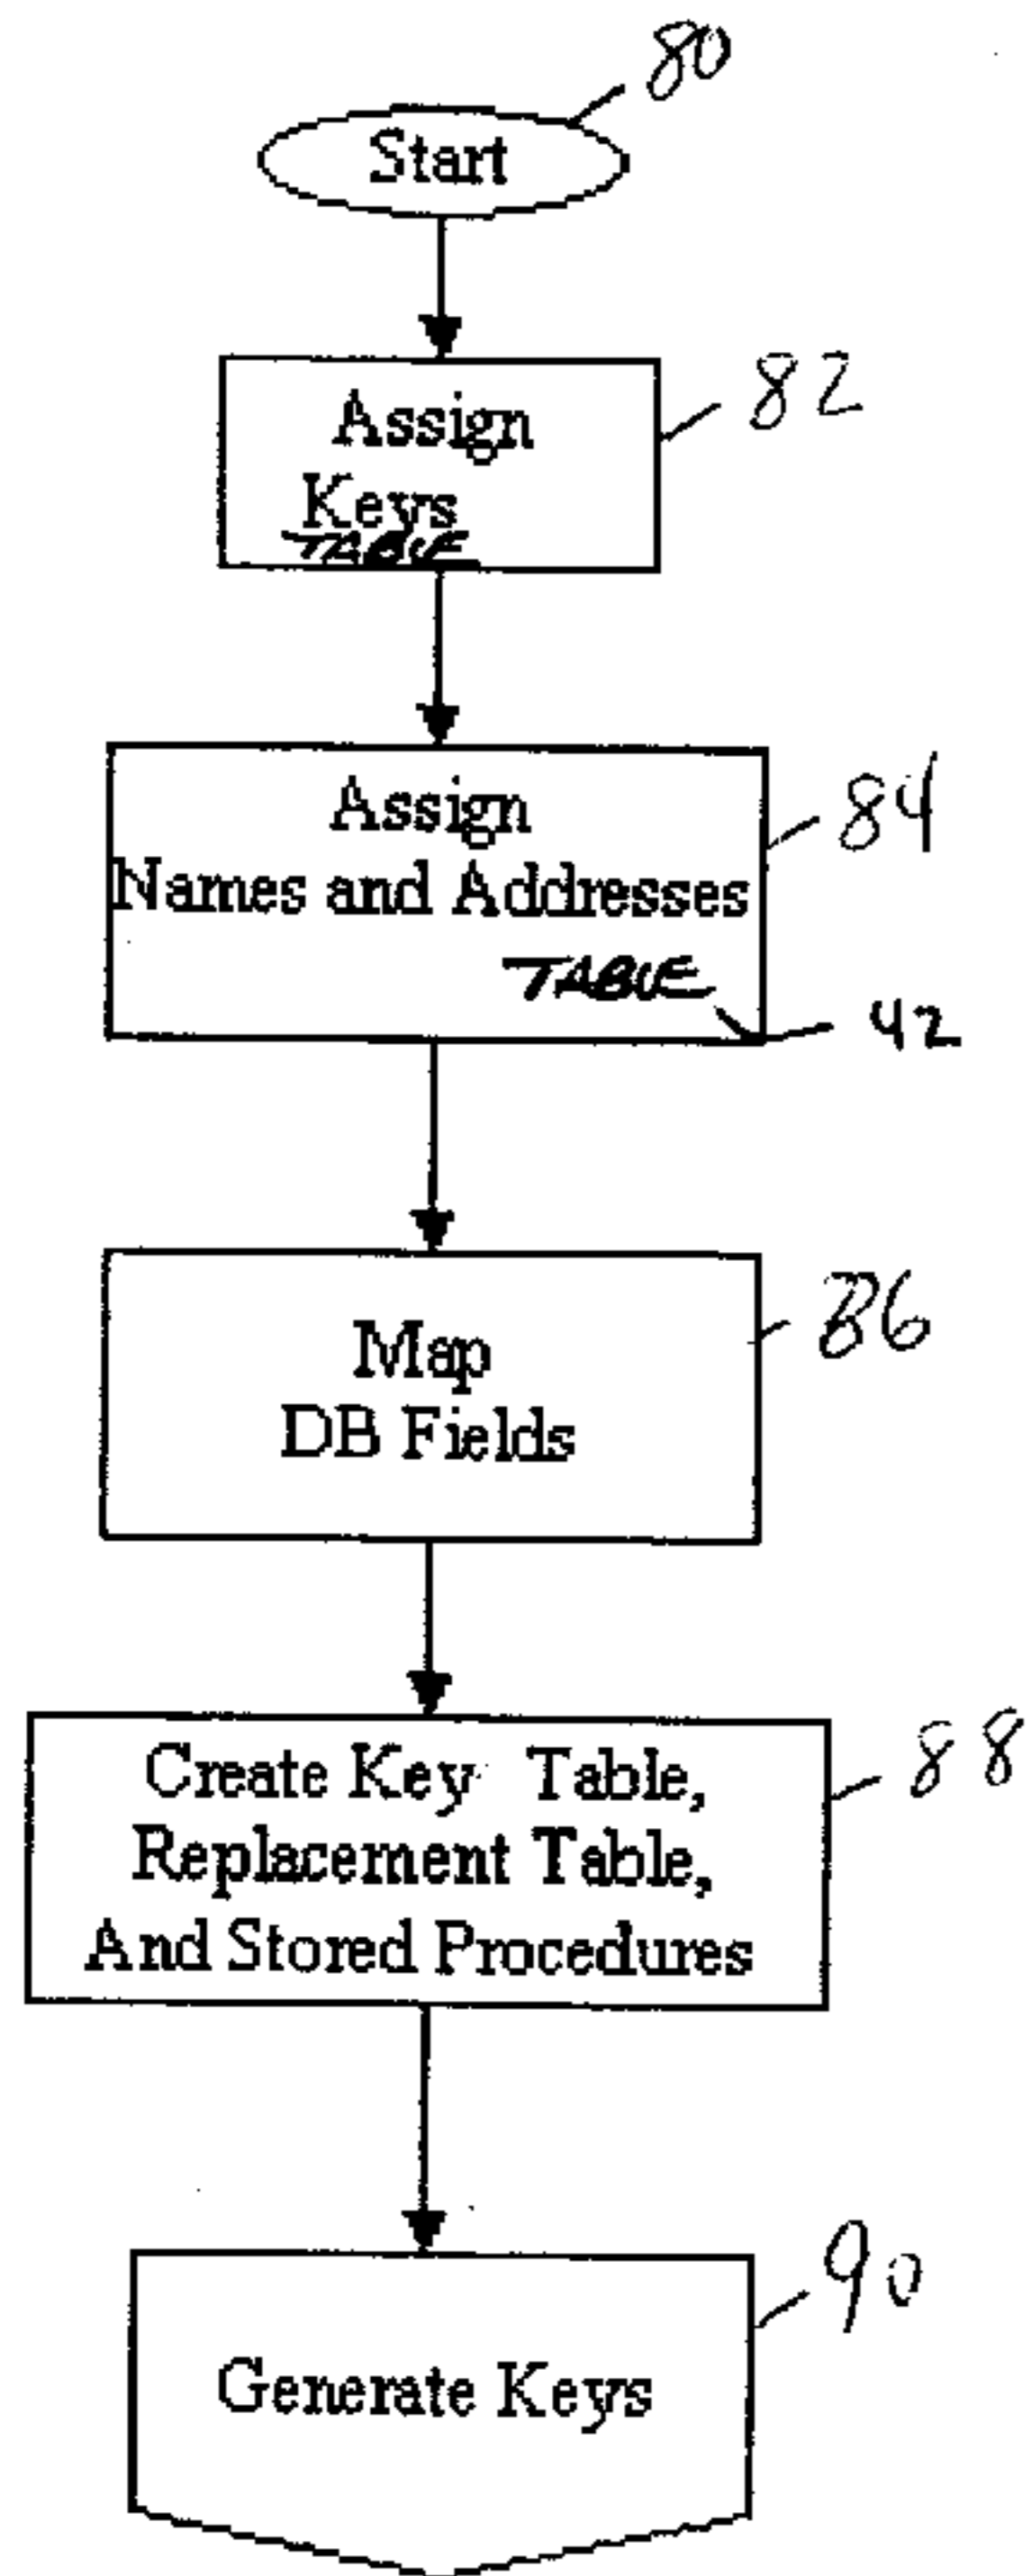 80
Start
82
Assign
Keys
TABLE
84
Assign
Names and Addresses
TABLE
42
86
Map
DB Fields
88
Create Key Table,
Replacement Table,
And Stored Procedures
90
Generate Keys